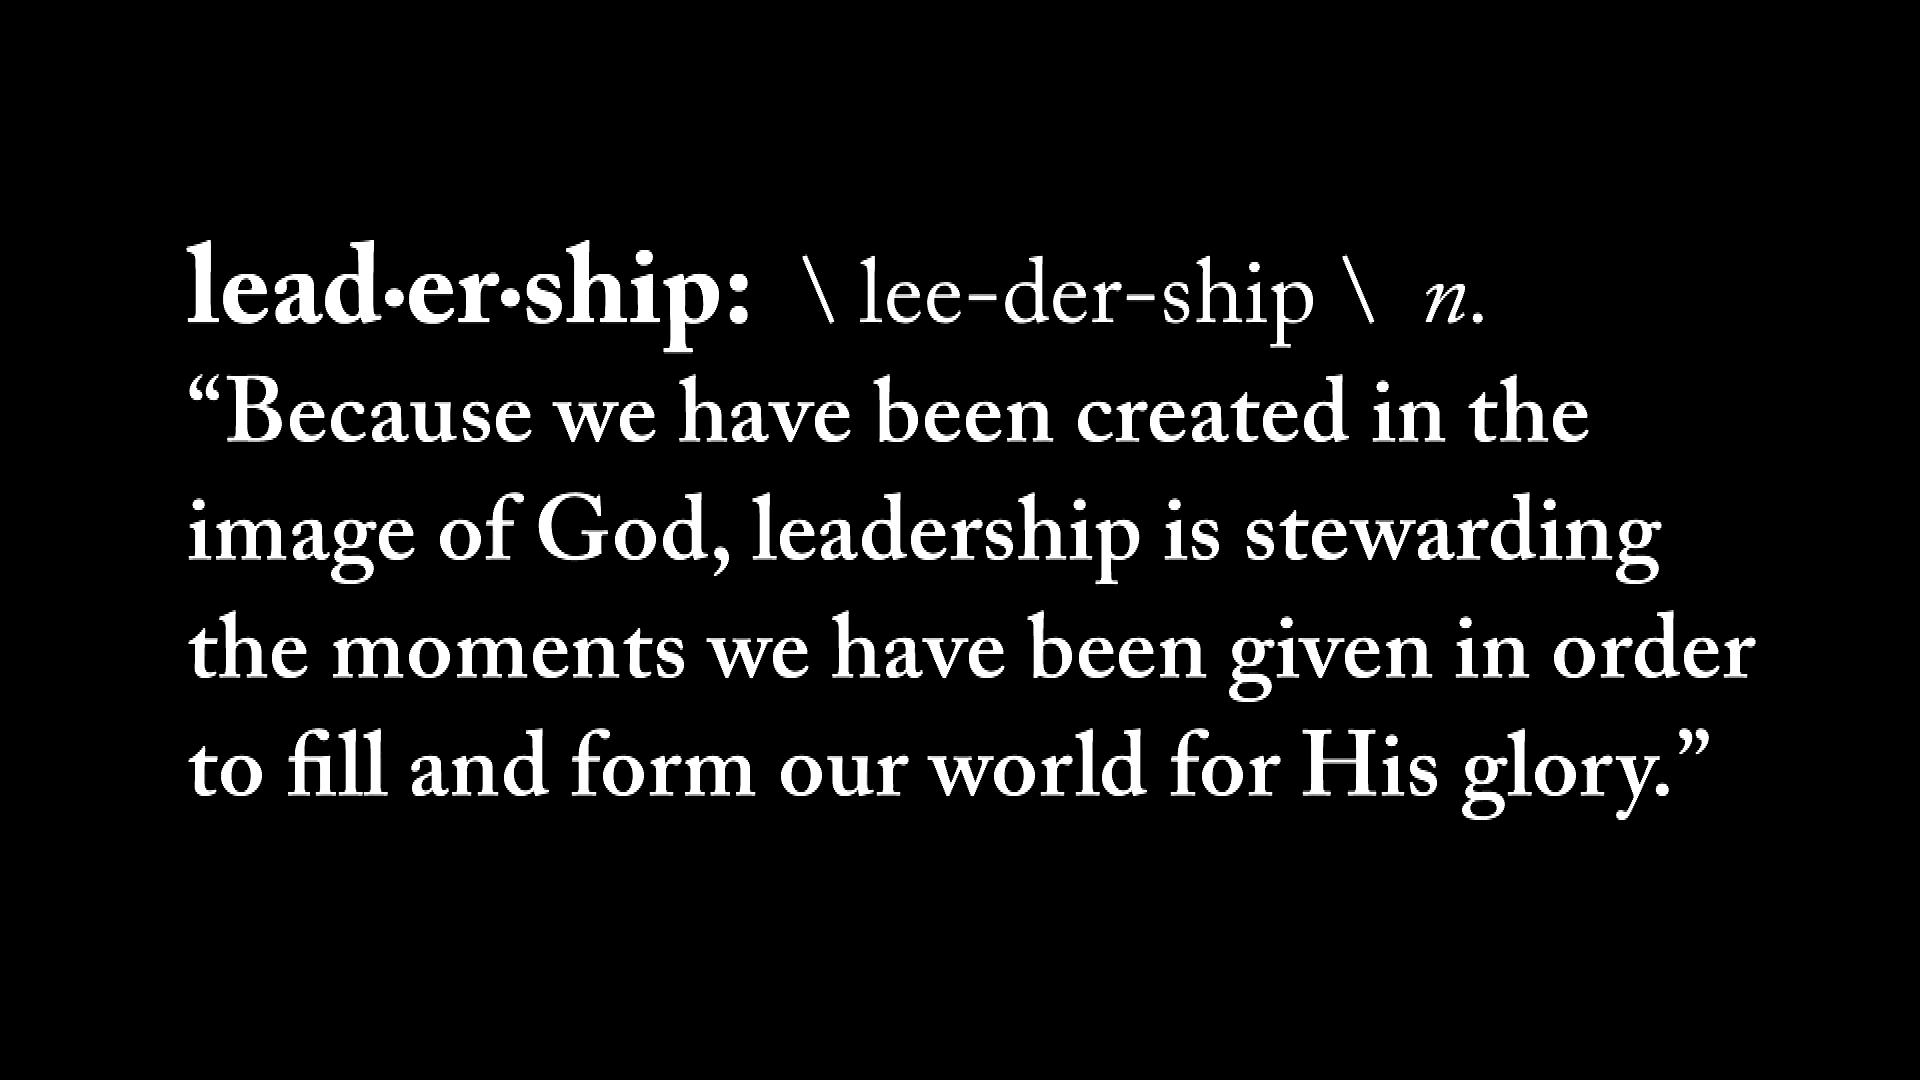 lead·er·ship: \ lee-der-ship \ n.
“Because we have been created in the
image of God, leadership is stewarding
the moments we have been given in order
to fill and form our world for His glory.”